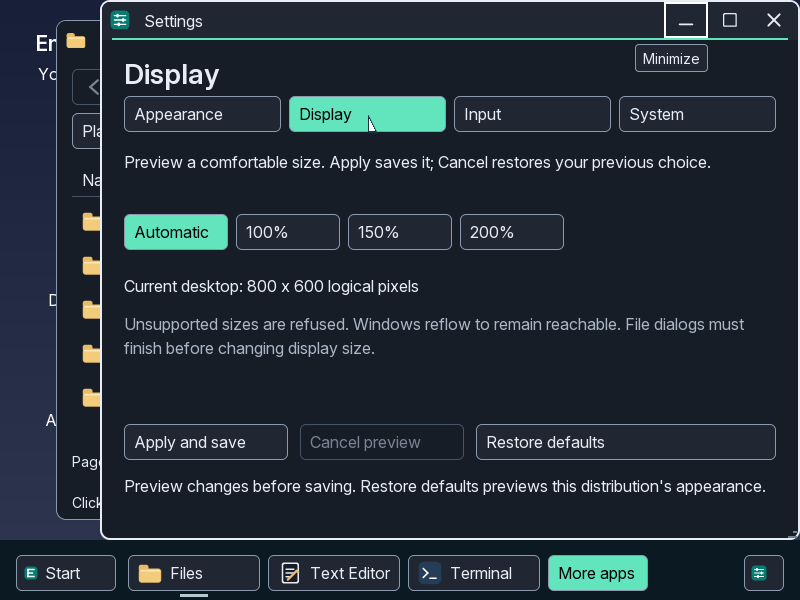 Settings
Minimize
Display
Appearance
Display
Input
System
Preview a comfortable size. Apply saves it; Cancel restores your previous choice.
Automatic
100%
150%
200%
Current desktop: 800 x 600 logical pixels
Unsupported sizes are refused. Windows reflow to remain reachable. File dialogs must
finish before changing display size.
Apply and save
Cancel preview
Restore defaults
Preview changes before saving. Restore defaults previews this distribution's appearance.
Page
Click
Start
Files
Text Editor
Terminal
More apps